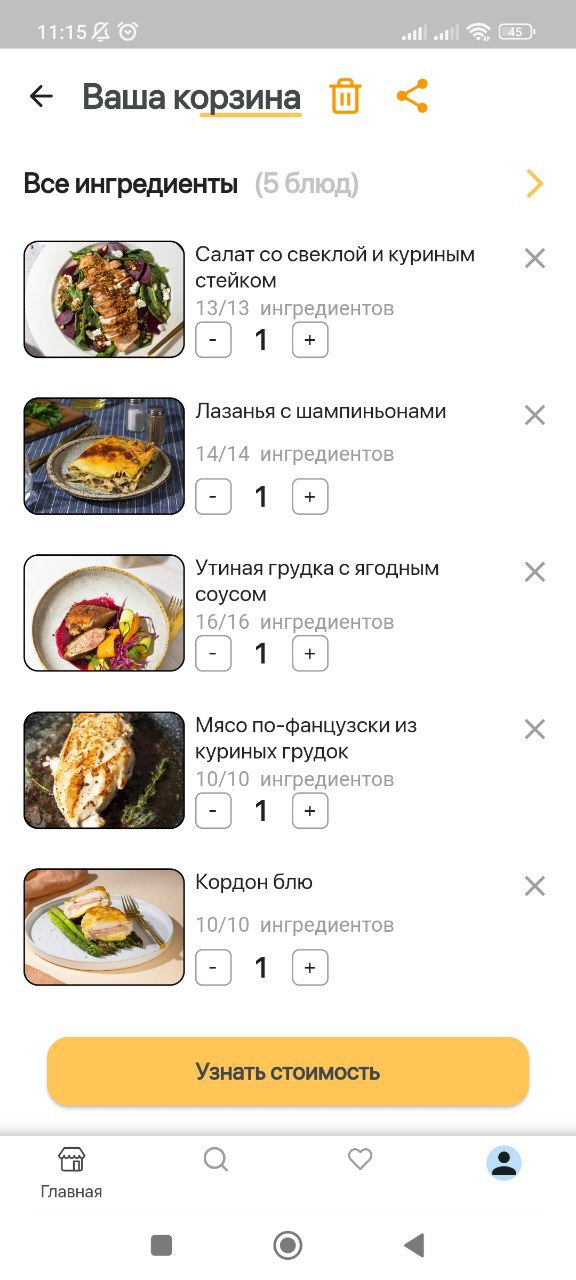 11:15
45
Ваша корзина
Все ингредиенты (5 блюд)
Салат со свеклой и куриным
стейком
13/13 ингредиентов
- 1 +
Лазанья с шампиньонами
14/14 ингредиентов
- 1 +
Утиная грудка с ягодным
соусом
16/16 ингредиентов
- 1 +
Мясо по-фанцузски из
куриных грудок
10/10 ингредиентов
- 1 +
Кордон блю
10/10 ингредиентов
- 1 +
Узнать стоимость
Главная